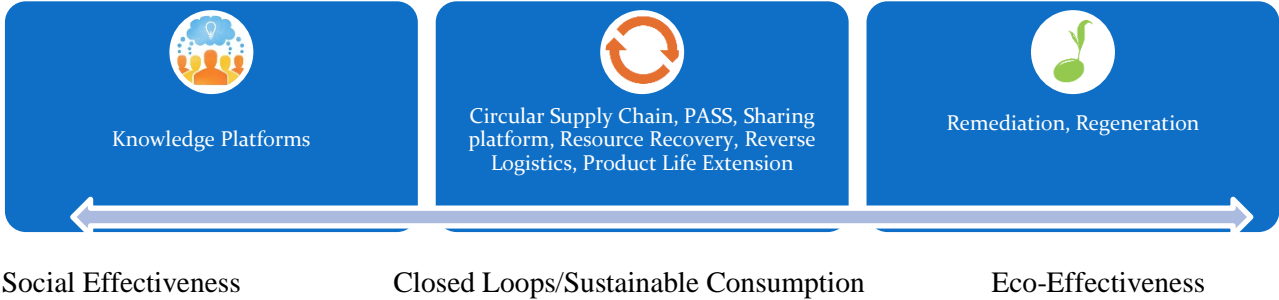 Knowledge Platforms
Circular Supply Chain, PASS, Sharing
platform, Resource Recovery, Reverse
Logistics, Product Life Extension
Remediation, Regeneration
Social Effectiveness
Closed Loops/Sustainable Consumption
Eco-Effectiveness